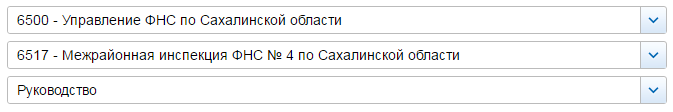 6500 - Управление ФНС по Сахалинской области
6517 - Межрайонная инспекция ФНС № 4 по Сахалинской области
Руководство